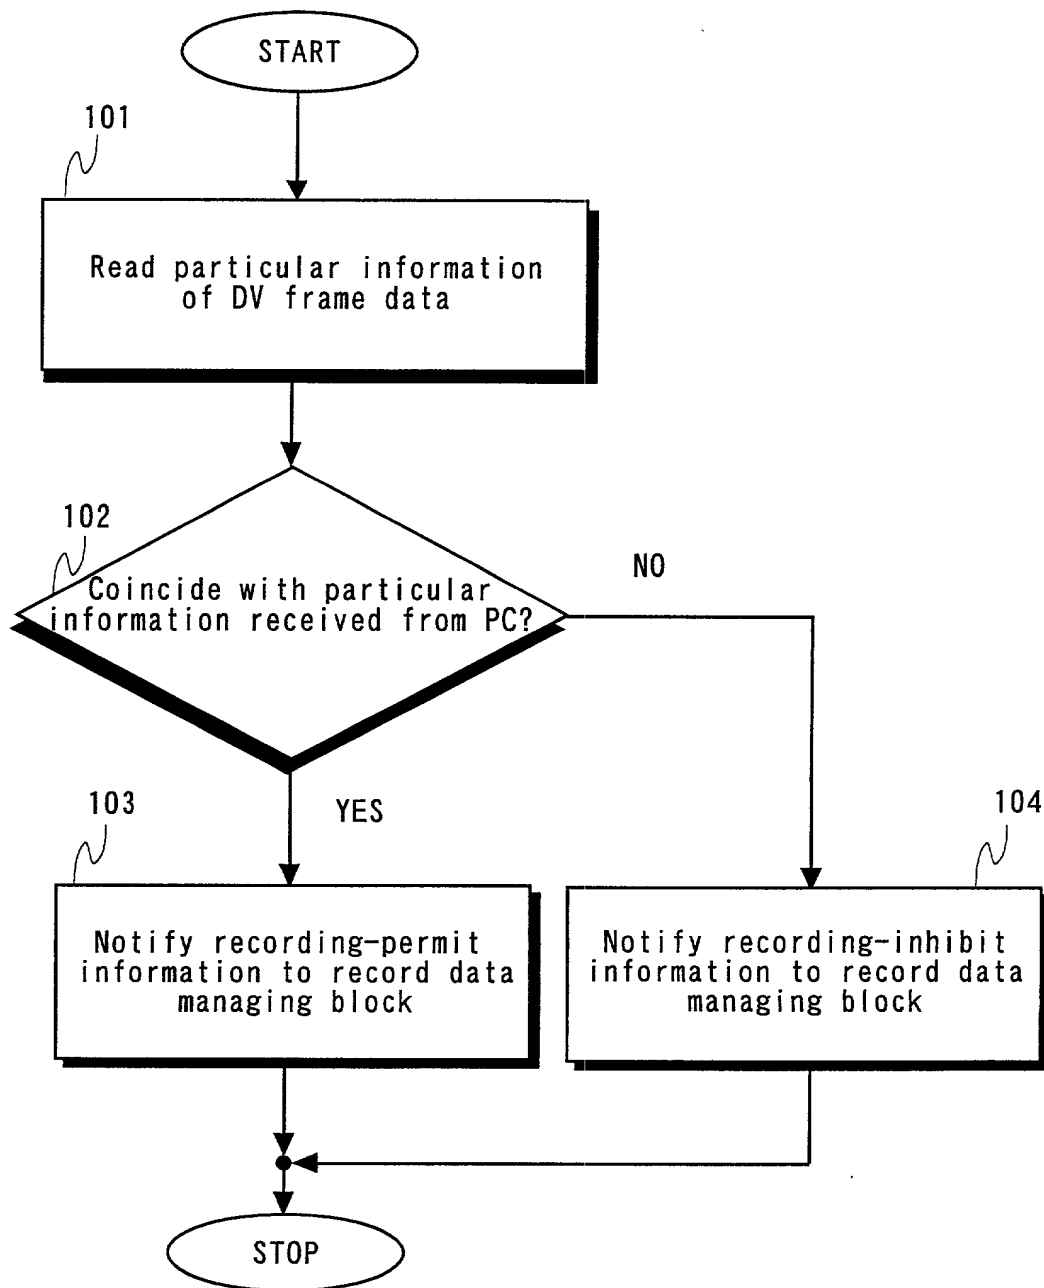 START
101
Read particular information
of DV frame data
102
Coincide with particular
information received from PC?
NO
YES
103
Notify recording-permit
information to record data
managing block
104
Notify recording-inhibit
information to record data
managing block
STOP